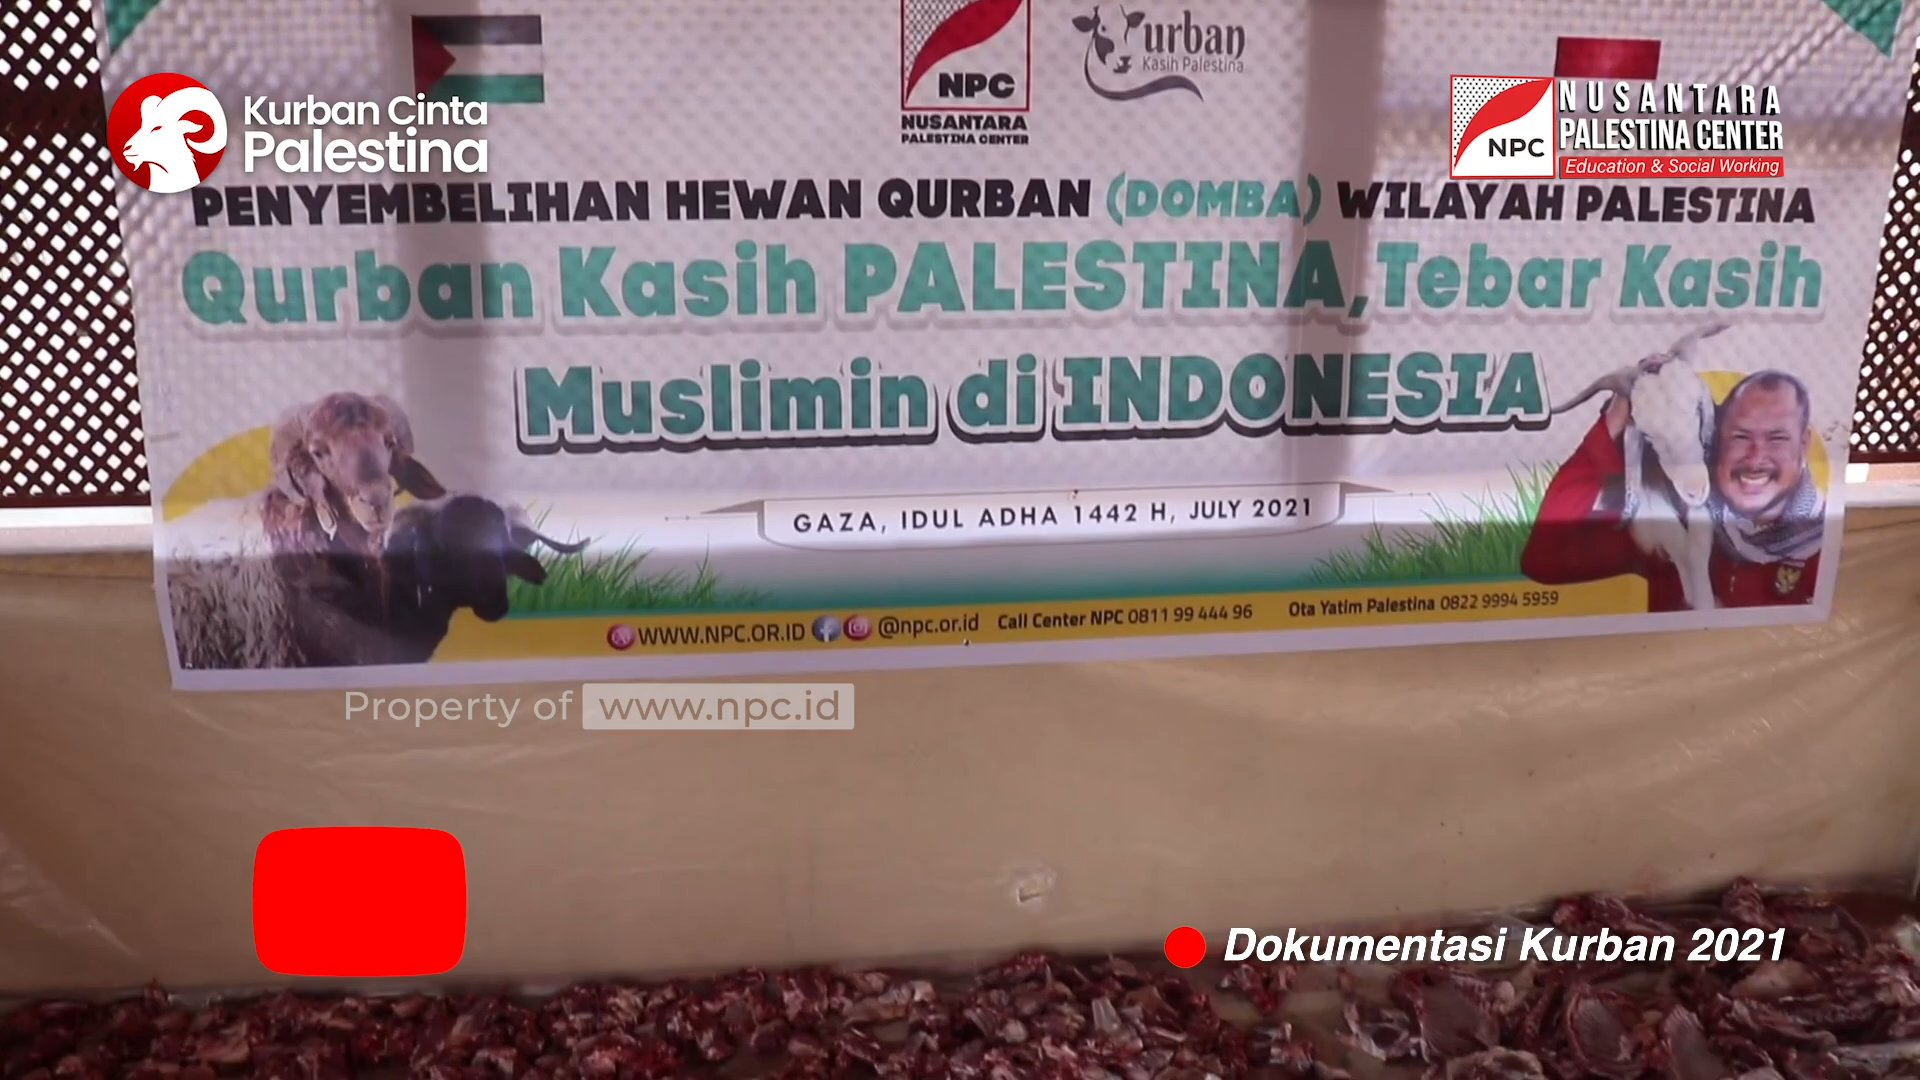 Kurban Cinta
Palestina
NPC
NUSANTARA
PALESTINA CENTER
urban
Kasih Palestina
NPC
NUSANTARA
PALESTINA CENTER
Education & Social Working
PENYEMBELIHAN HEWAN QURBAN (DOMBA) WILAYAH PALESTINA
Qurban Kasih PALESTINA, Tebar Kasih
Muslimin di INDONESIA
GAZA, IDUL ADHA 1442 H, JULY 2021
WWW.NPC.OR.ID @npc.or.id Call Center NPC 0811 99 444 96 Ota Yatim Palestina 0822 9994 5959
Property of www.npc.id
Dokumentasi Kurban 2021